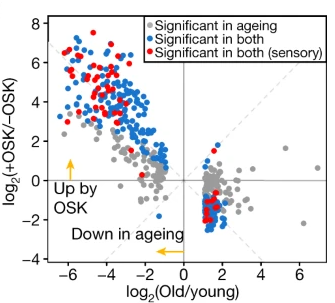 Significant in ageing
Significant in both
Significant in both (sensory)
log2(+OSK/−OSK)
8
6
4
2
0
−2
−4
Up by
OSK
Down in ageing
−6 −4 −2 0 2 4 6
log2(Old/young)